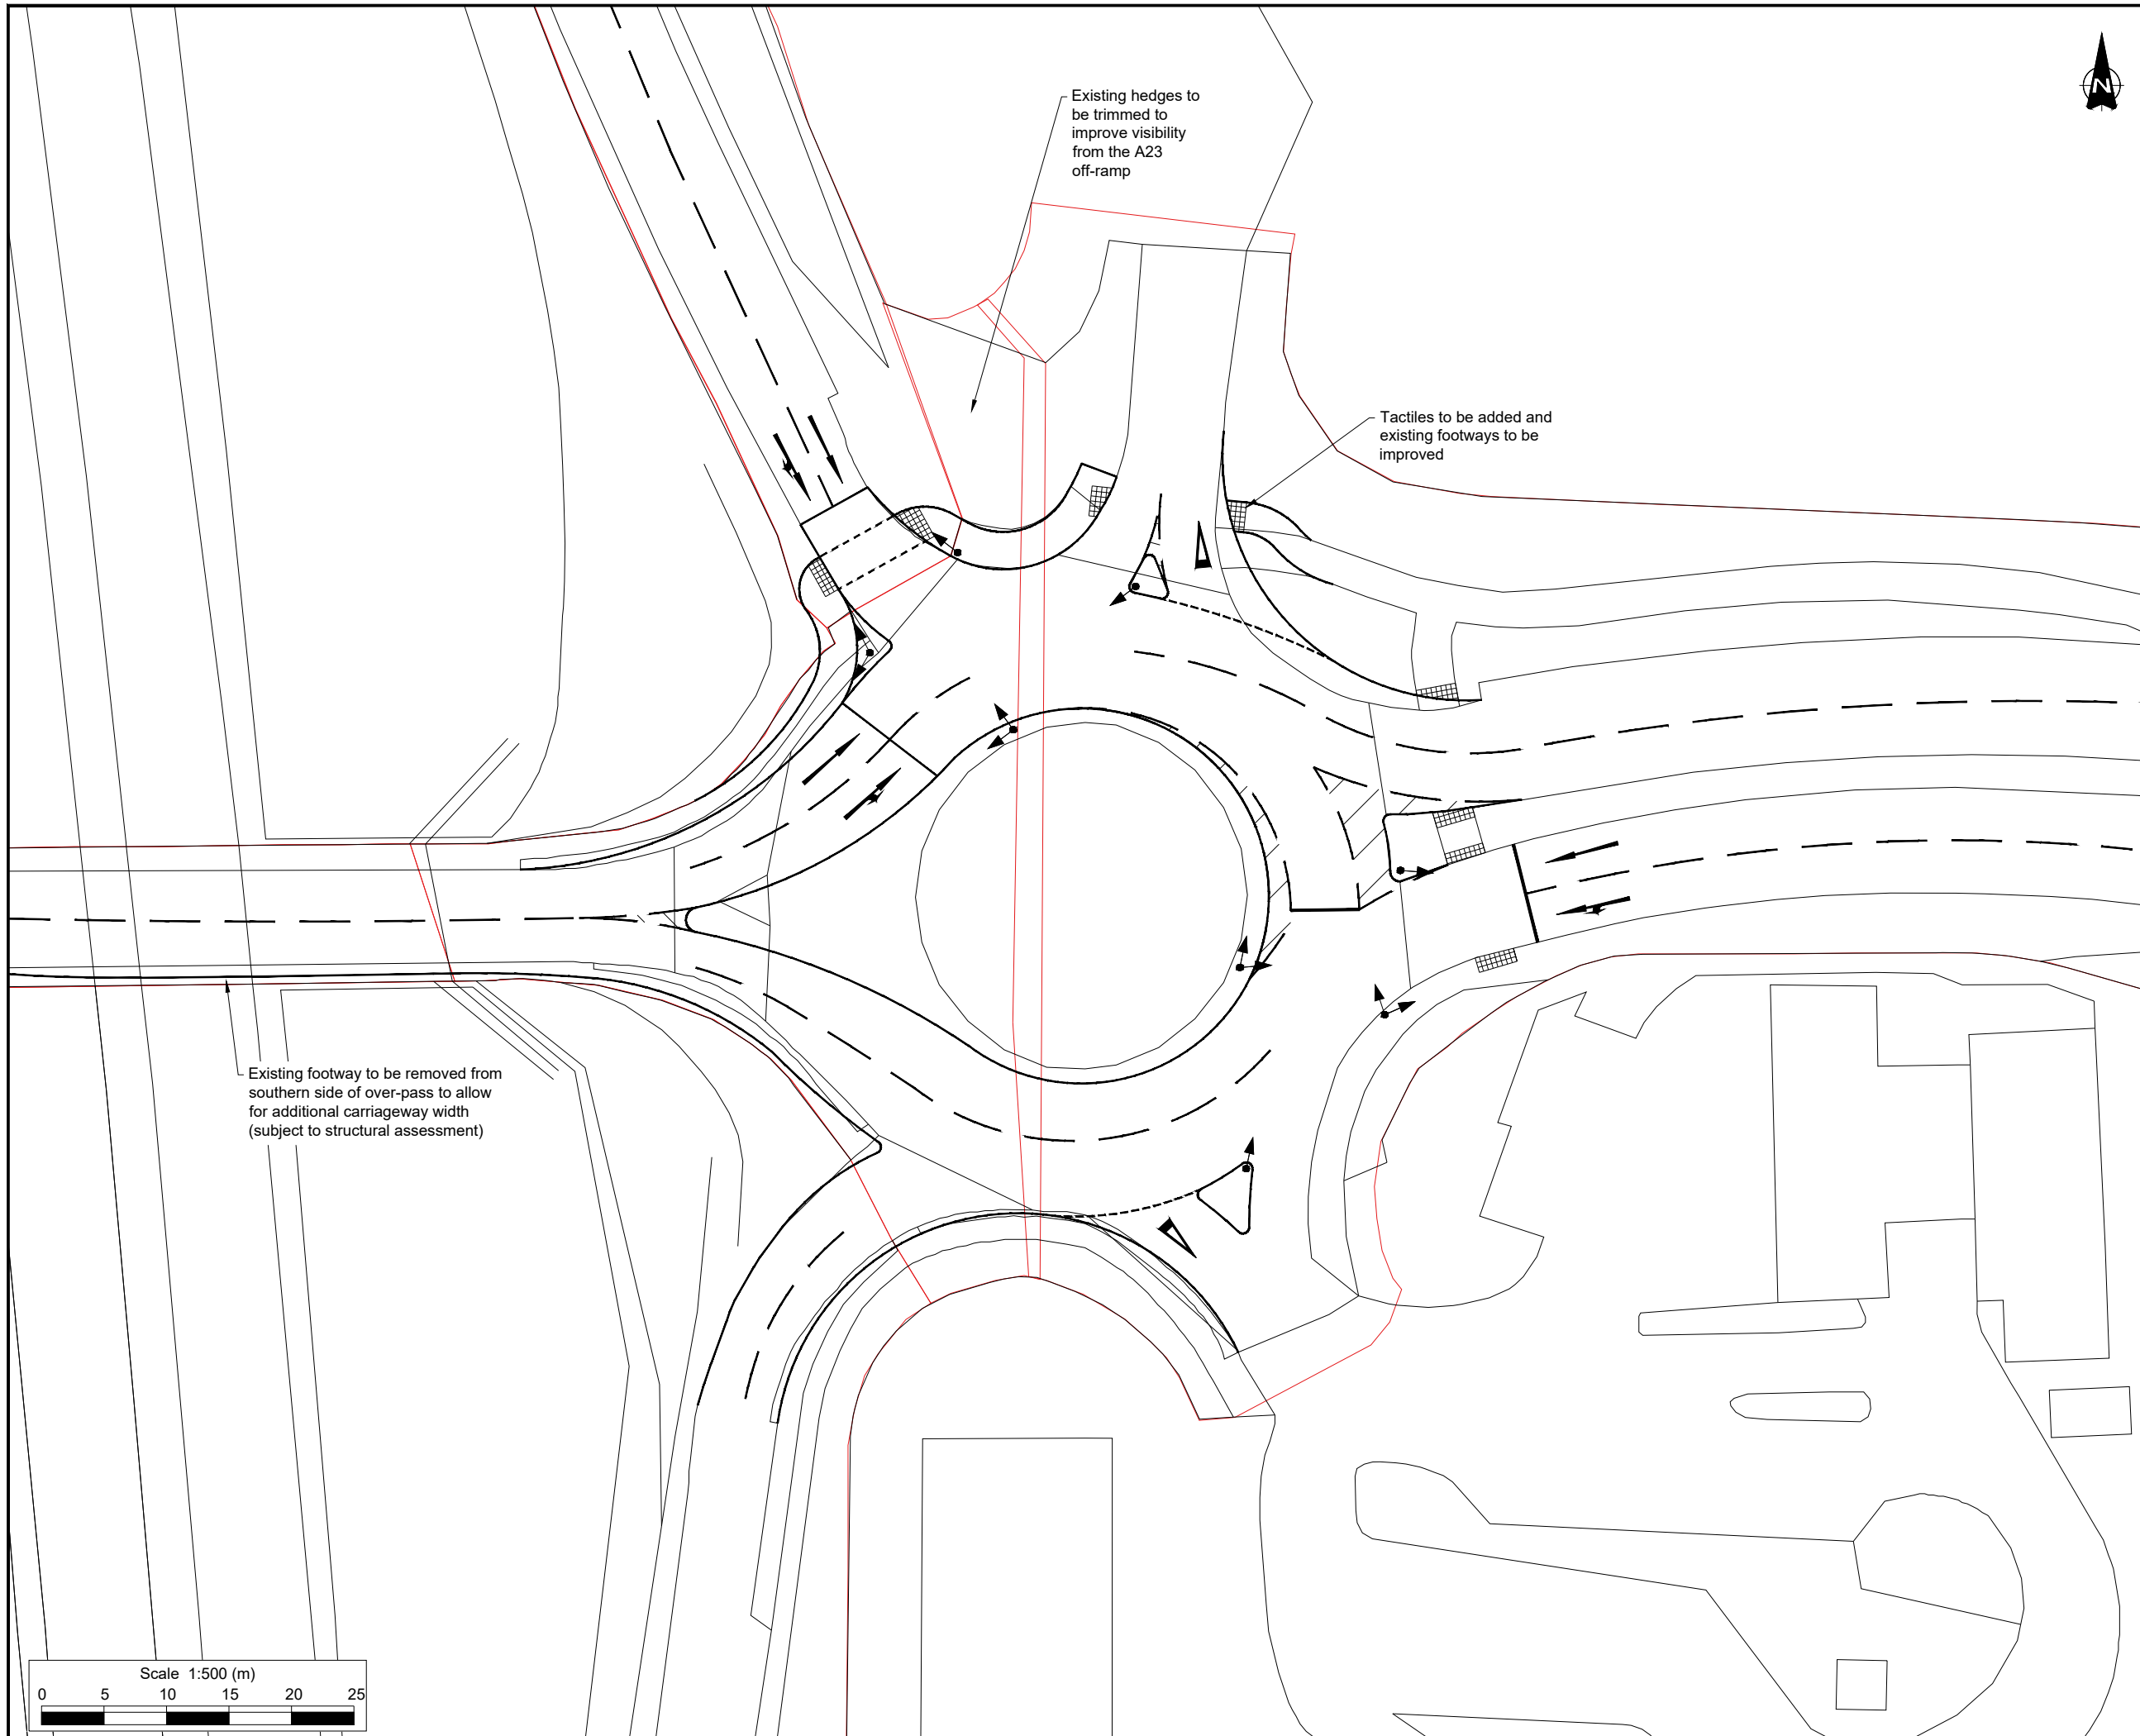 N
Existing hedges to
be trimmed to
improve visibility
from the A23
off-ramp
Tactiles to be added and
existing footways to be
improved
Existing footway to be removed from
southern side of over-pass to allow
for additional carriageway width
(subject to structural assessment)
Scale 1:500 (m)
0 5 10 15 20 25